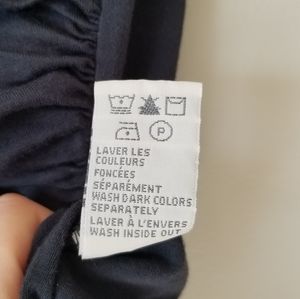 P
LAVER LES
COULEURS
FONCÉES
SÉPARÉMENT
WASH DARK COLORS
SEPARATELY
LAVER À L'ENVERS
WASH INSIDE OUT